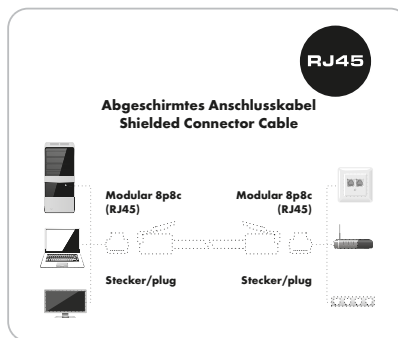 RJ45
Abgeschirmtes Anschlusskabel
Shielded Connector Cable
Modular 8p8c
(RJ45)
Modular 8p8c
(RJ45)
Stecker/plug
Stecker/plug